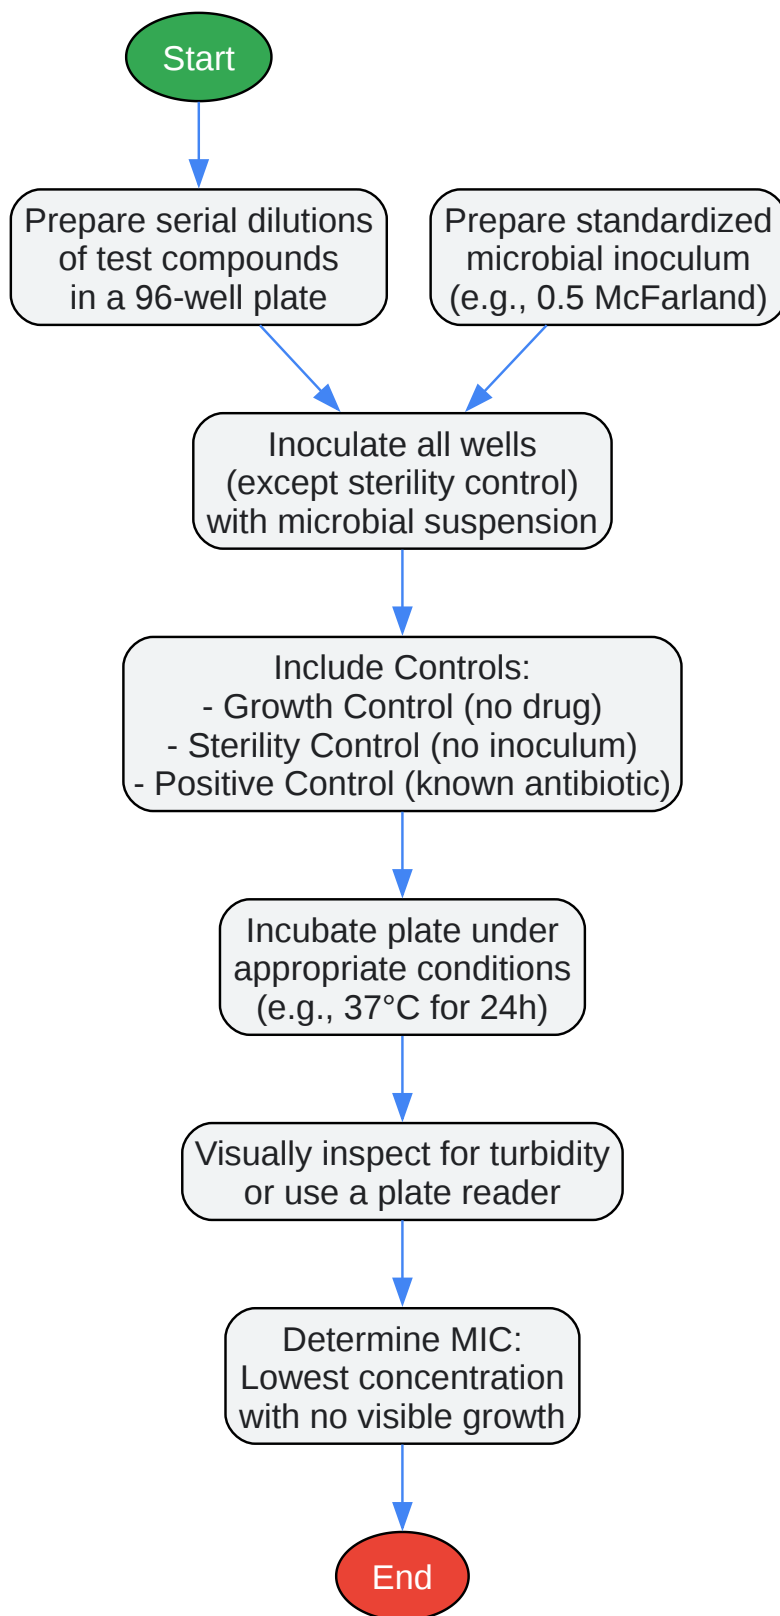 Start
Prepare serial dilutions
of test compounds
in a 96-well plate
Prepare standardized
microbial inoculum
(e.g., 0.5 McFarland)
Inoculate all wells
(except sterility control)
with microbial suspension
Include Controls:
- Growth Control (no drug)
- Sterility Control (no inoculum)
- Positive Control (known antibiotic)
Incubate plate under
appropriate conditions
(e.g., 37°C for 24h)
Visually inspect for turbidity
or use a plate reader
Determine MIC:
Lowest concentration
with no visible growth
End